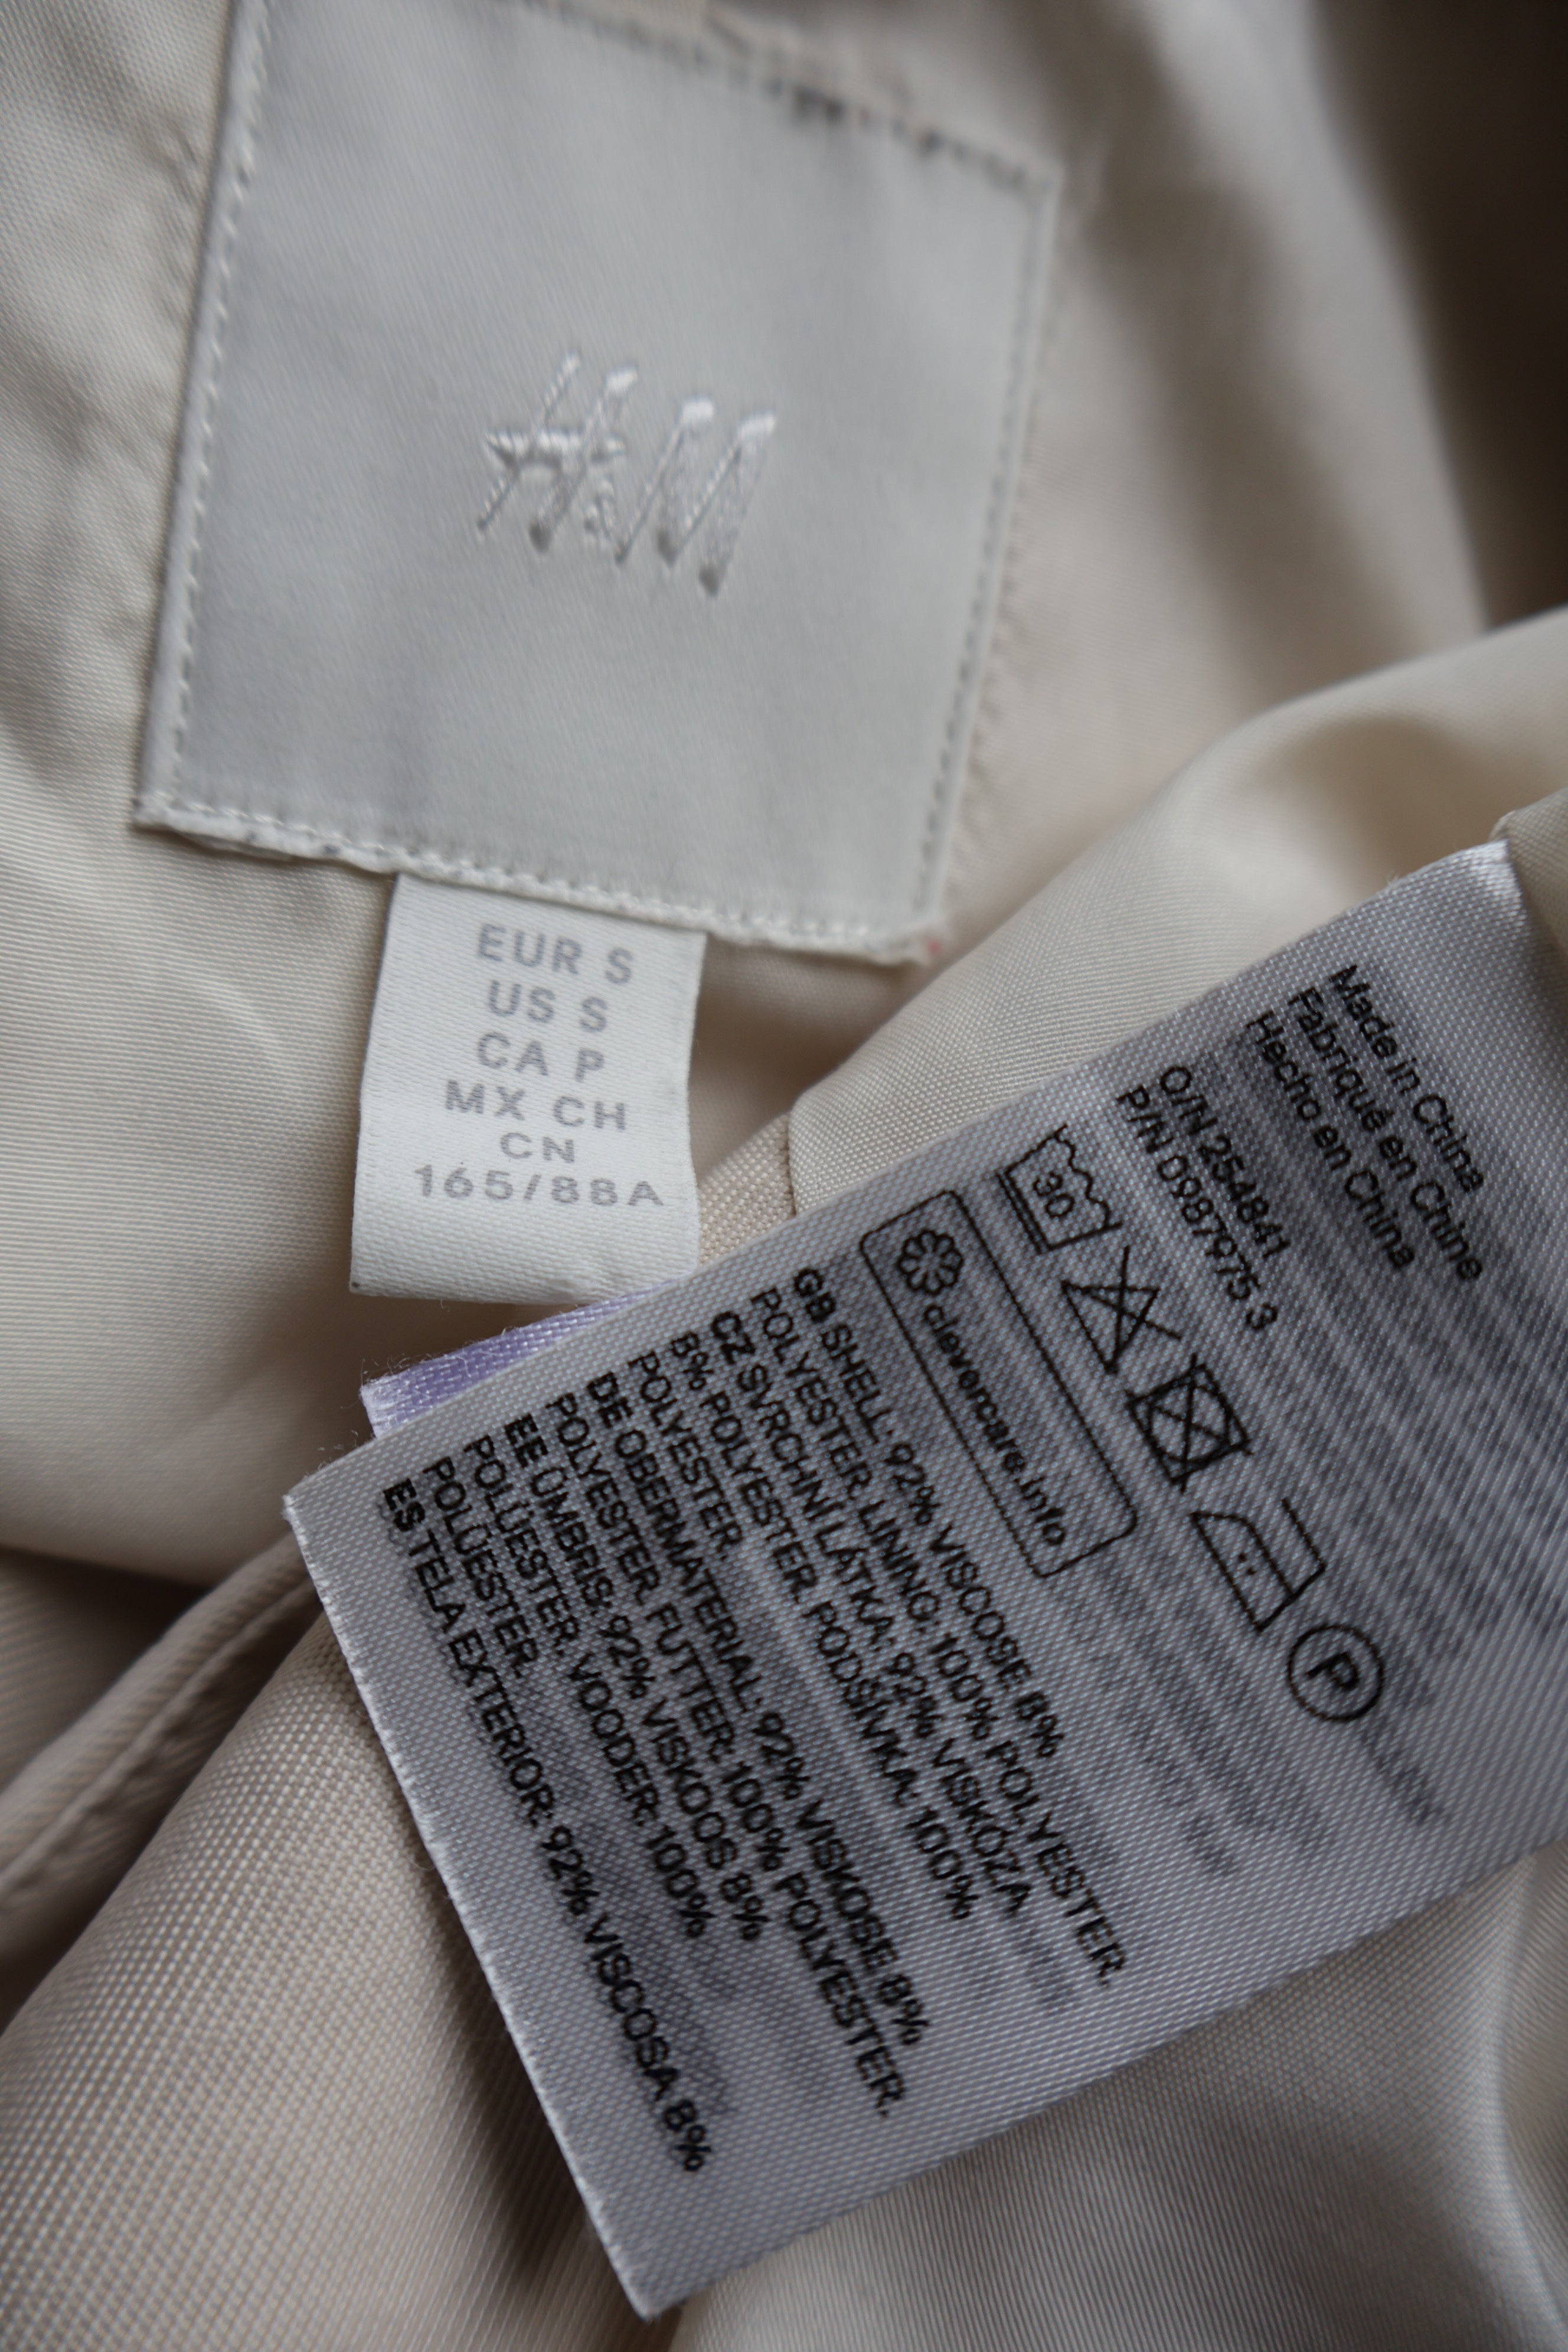 H&M
EUR S
US S
CA P
MX CH
CN
165/88A
Made in China
Fabriqué en Chine
Hecho en China
O/N 254841
P/N 0987975 3
30
P
clevercare.info
GB SHELL: 92% VISCOSE 8%
POLYESTER LINING: 100% POLYESTER
CZ SVRCHNÍ LÁTKA: 92% VISKÓZA
8% POLYESTER PODŠÍVKA: 100%
POLYESTER.
DE OBERMATERIAL: 92% VISKOSE 8%
POLYESTER. FUTTER: 100% POLYESTER.
EE ÜMBRIS: 92% VISKOOS 8%
POLÜESTER, VOODER: 100%
POLÜESTER.
ES TELA EXTERIOR: 92% VISCOSA 8%